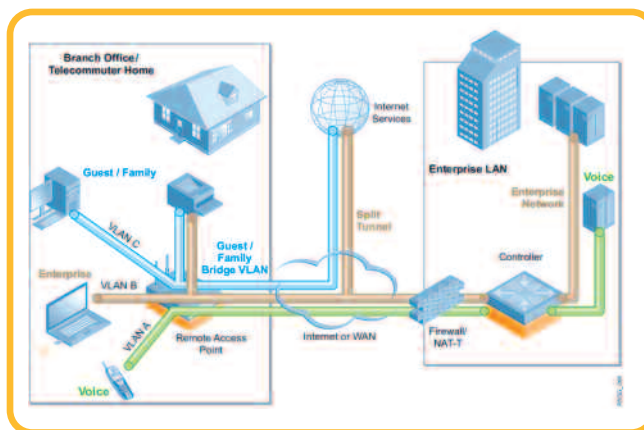 Branch Office/
Telecommuter Home
Guest / Family
Internet
Services
Enterprise LAN
Voice
Enterprise
Network
Split
Tunnel
VLAN C
Guest /
Family
Bridge VLAN
Controller
Enterprise
VLAN B
VLAN A
Remote Access
Point
Internet or WAN
Firewall/
NAT-T
Voice